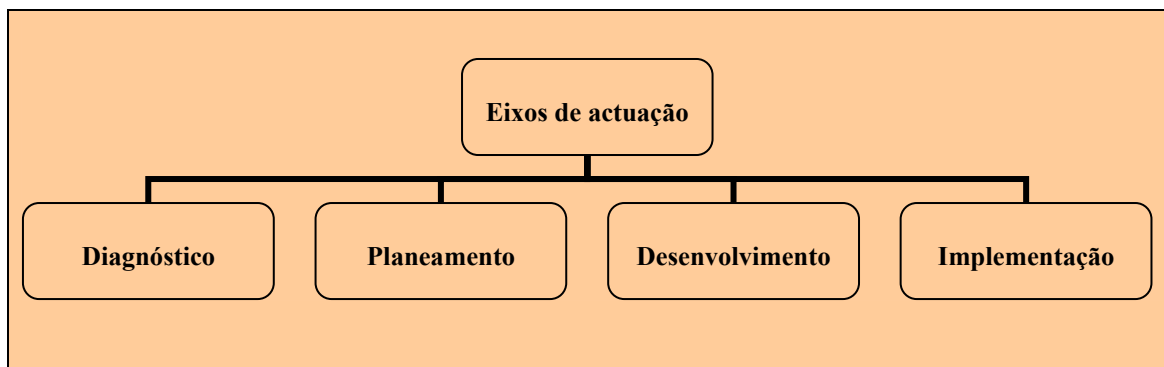 Eixos de actuação
Diagnóstico
Planeamento
Desenvolvimento
Implementação